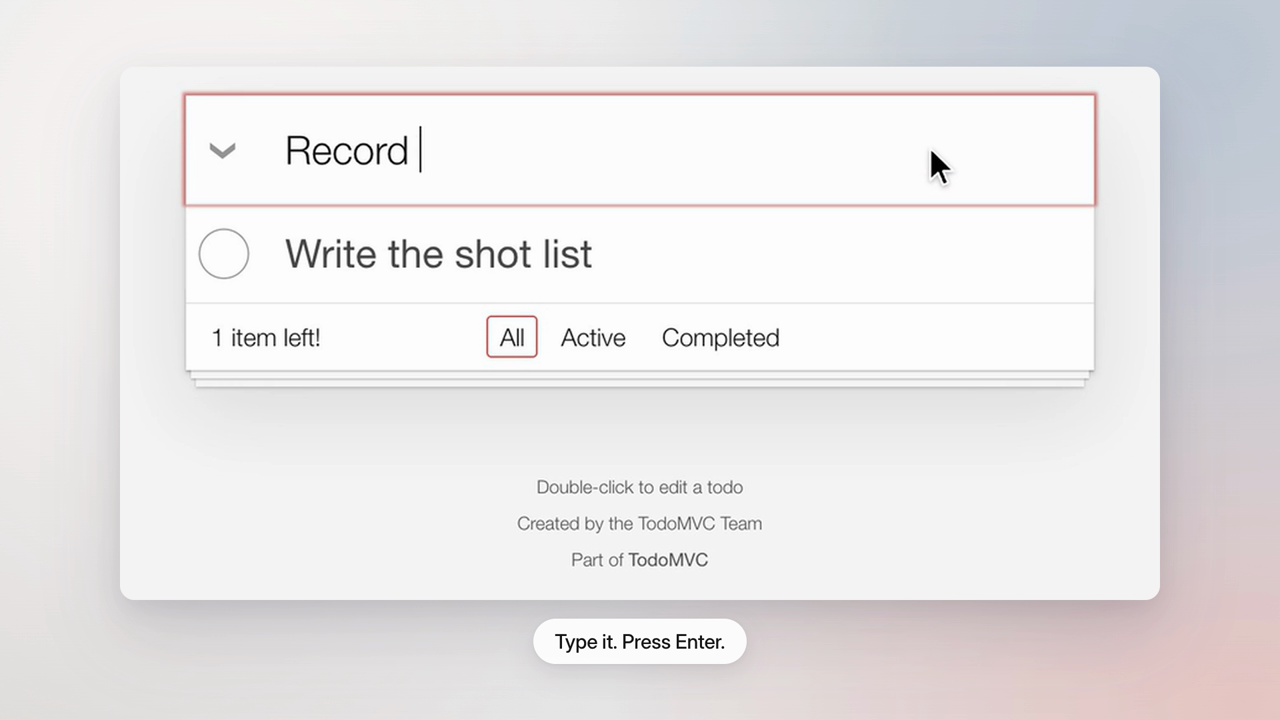 Record
Write the shot list
1 item left!
All
Active
Completed
Double-click to edit a todo
Created by the TodoMVC Team
Part of TodoMVC
Type it. Press Enter.